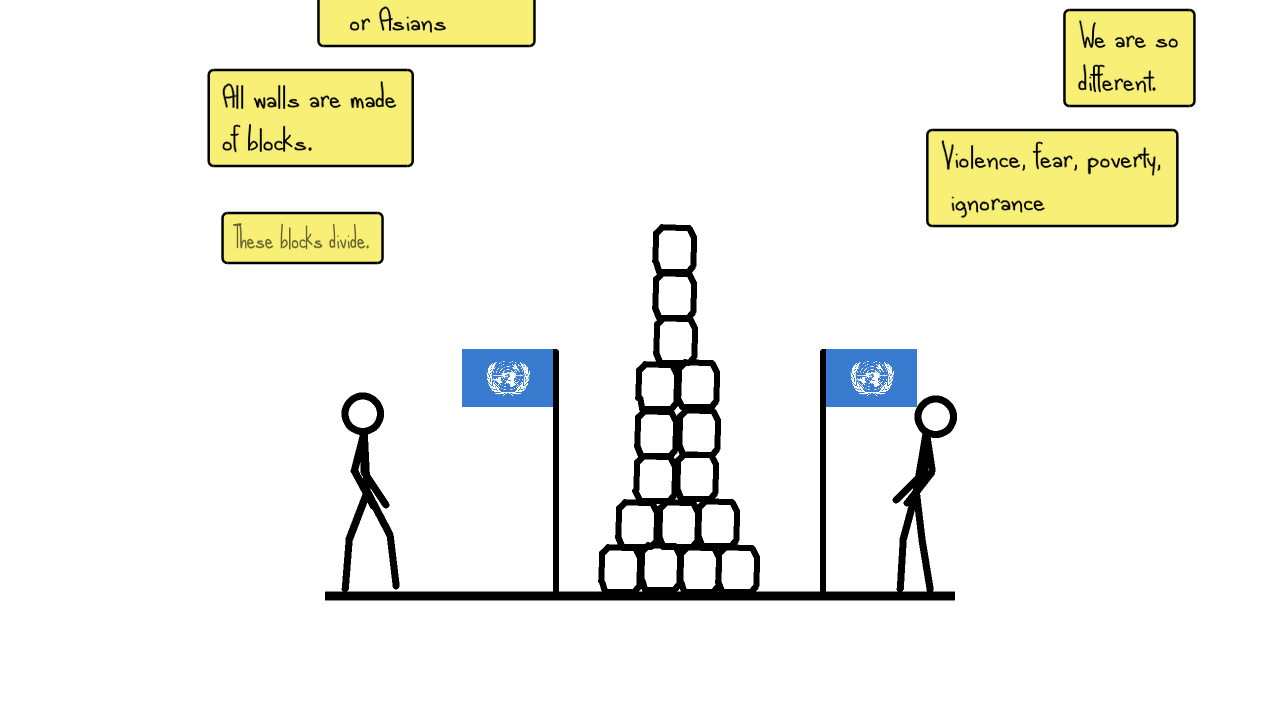 or Asians
All walls are made
of blocks.
These blocks divide.
We are so
different.
Violence, fear, poverty,
ignorance